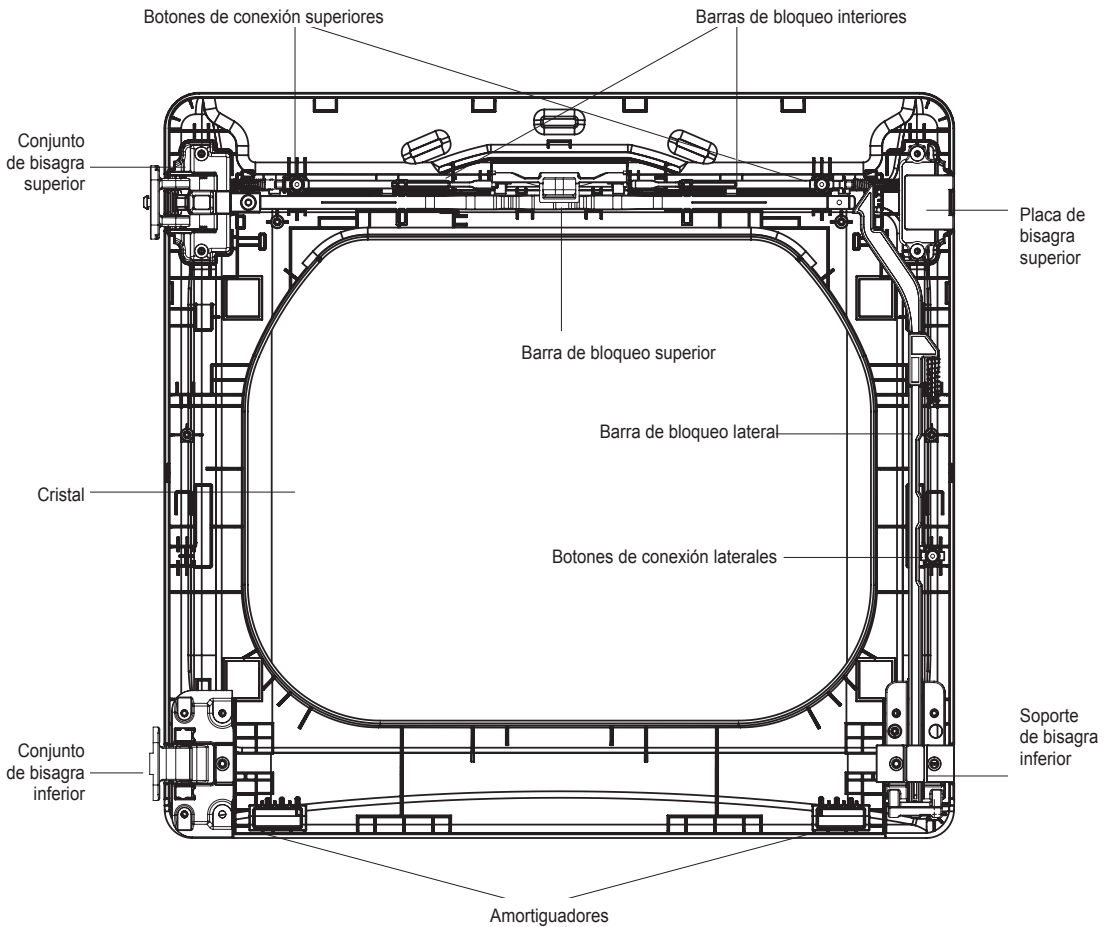 Botones de conexión superiores
Barras de bloqueo interiores
Conjunto
de bisagra
superior
Placa de
bisagra
superior
Barra de bloqueo superior
Barra de bloqueo lateral
Cristal
Botones de conexión laterales
Conjunto
de bisagra
inferior
Soporte
de bisagra
inferior
Amortiguadores